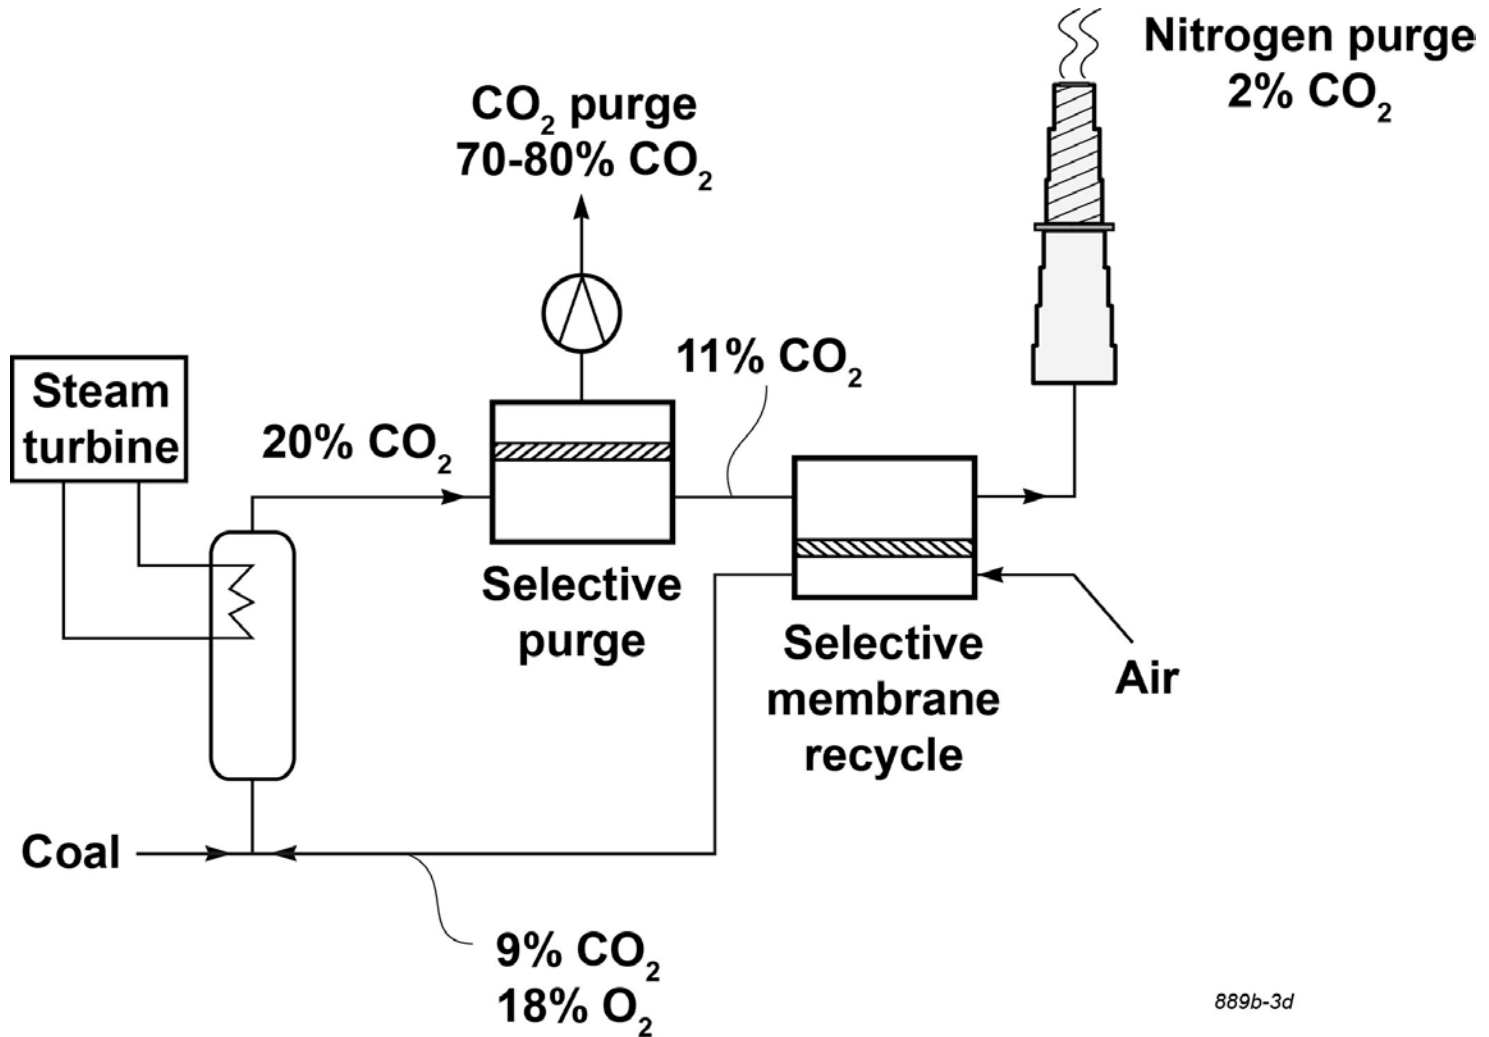 Nitrogen purge
2% CO₂
CO₂ purge
70-80% CO₂
11% CO₂
Steam
turbine
20% CO₂
Selective
purge
Selective
membrane
recycle
Air
Coal
9% CO₂
18% O₂
889b-3d